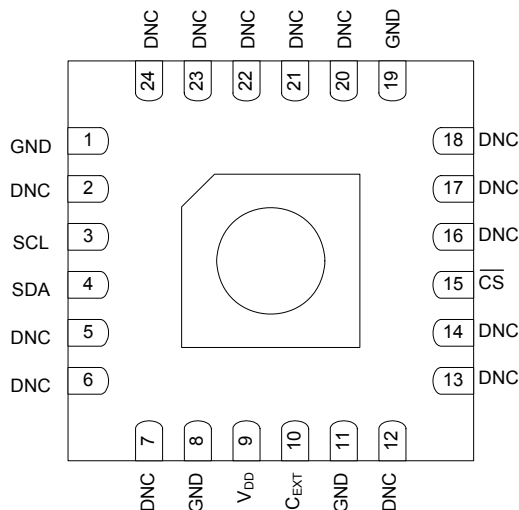 DNC DNC DNC DNC DNC GND
24 23 22 21 20 19
GND 1 18 DNC
DNC 2 17 DNC
SCL 3 16 DNC
SDA 4 15 C̅S̅
DNC 5 14 DNC
DNC 6 13 DNC
7 8 9 10 11 12
DNC GND VDD CEXT GND DNC